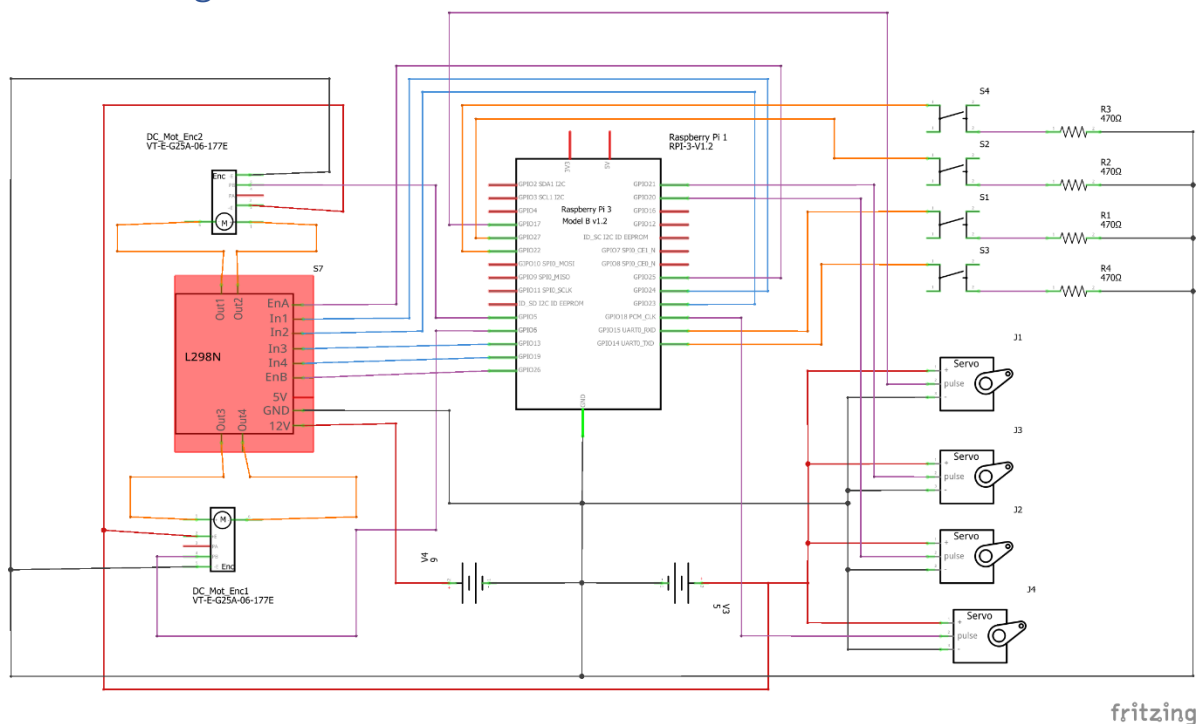 S4
R3
470Ω
DC_Mot_Enc2
VT-E-G25A-06-177E
Raspberry Pi 1
RPI-3-V1.2
S2
R2
470Ω
3V3
5V
Enc
M
GPIO2 SDA1 I2C
GPIO3 SCL1 I2C
GPIO4
GPIO17
GPIO27
GPIO22
GPIO10 SPI0_MOSI
GPIO9 SPI0_MISO
GPIO11 SPI0_SCLK
ID_SD I2C ID EEPROM
GPIO5
GPIO6
GPIO13
GPIO19
GPIO26
Raspberry Pi 3
Model B v1.2
GPIO21
GPIO20
GPIO16
GPIO12
ID_SC I2C ID EEPROM
GPIO7 SPI0_CE1_N
GPIO8 SPI0_CE0_N
GPIO25
GPIO24
GPIO23
GPIO18 PCM_CLK
GPIO15 UART0_RXD
GPIO14 UART0_TXD
GND
S1
R1
470Ω
S3
R4
470Ω
S7
Out1
Out2
L298N
EnA
In1
In2
In3
In4
EnB
5V
GND
12V
Out3
Out4
J1
Servo
+
pulse
-
J3
Servo
+
pulse
-
J2
Servo
+
pulse
-
J4
Servo
+
pulse
-
M
Enc
DC_Mot_Enc1
VT-E-G25A-06-177E
V4
9
V3
5
fritzing